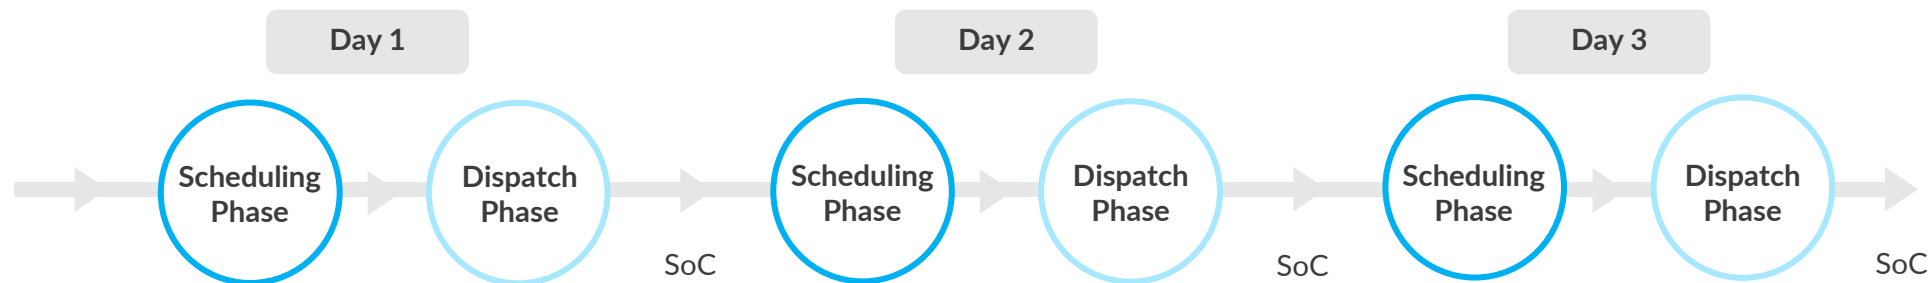 Day 1
Day 2
Day 3
Scheduling
Phase
Dispatch
Phase
SoC
Scheduling
Phase
Dispatch
Phase
SoC
Scheduling
Phase
Dispatch
Phase
SoC